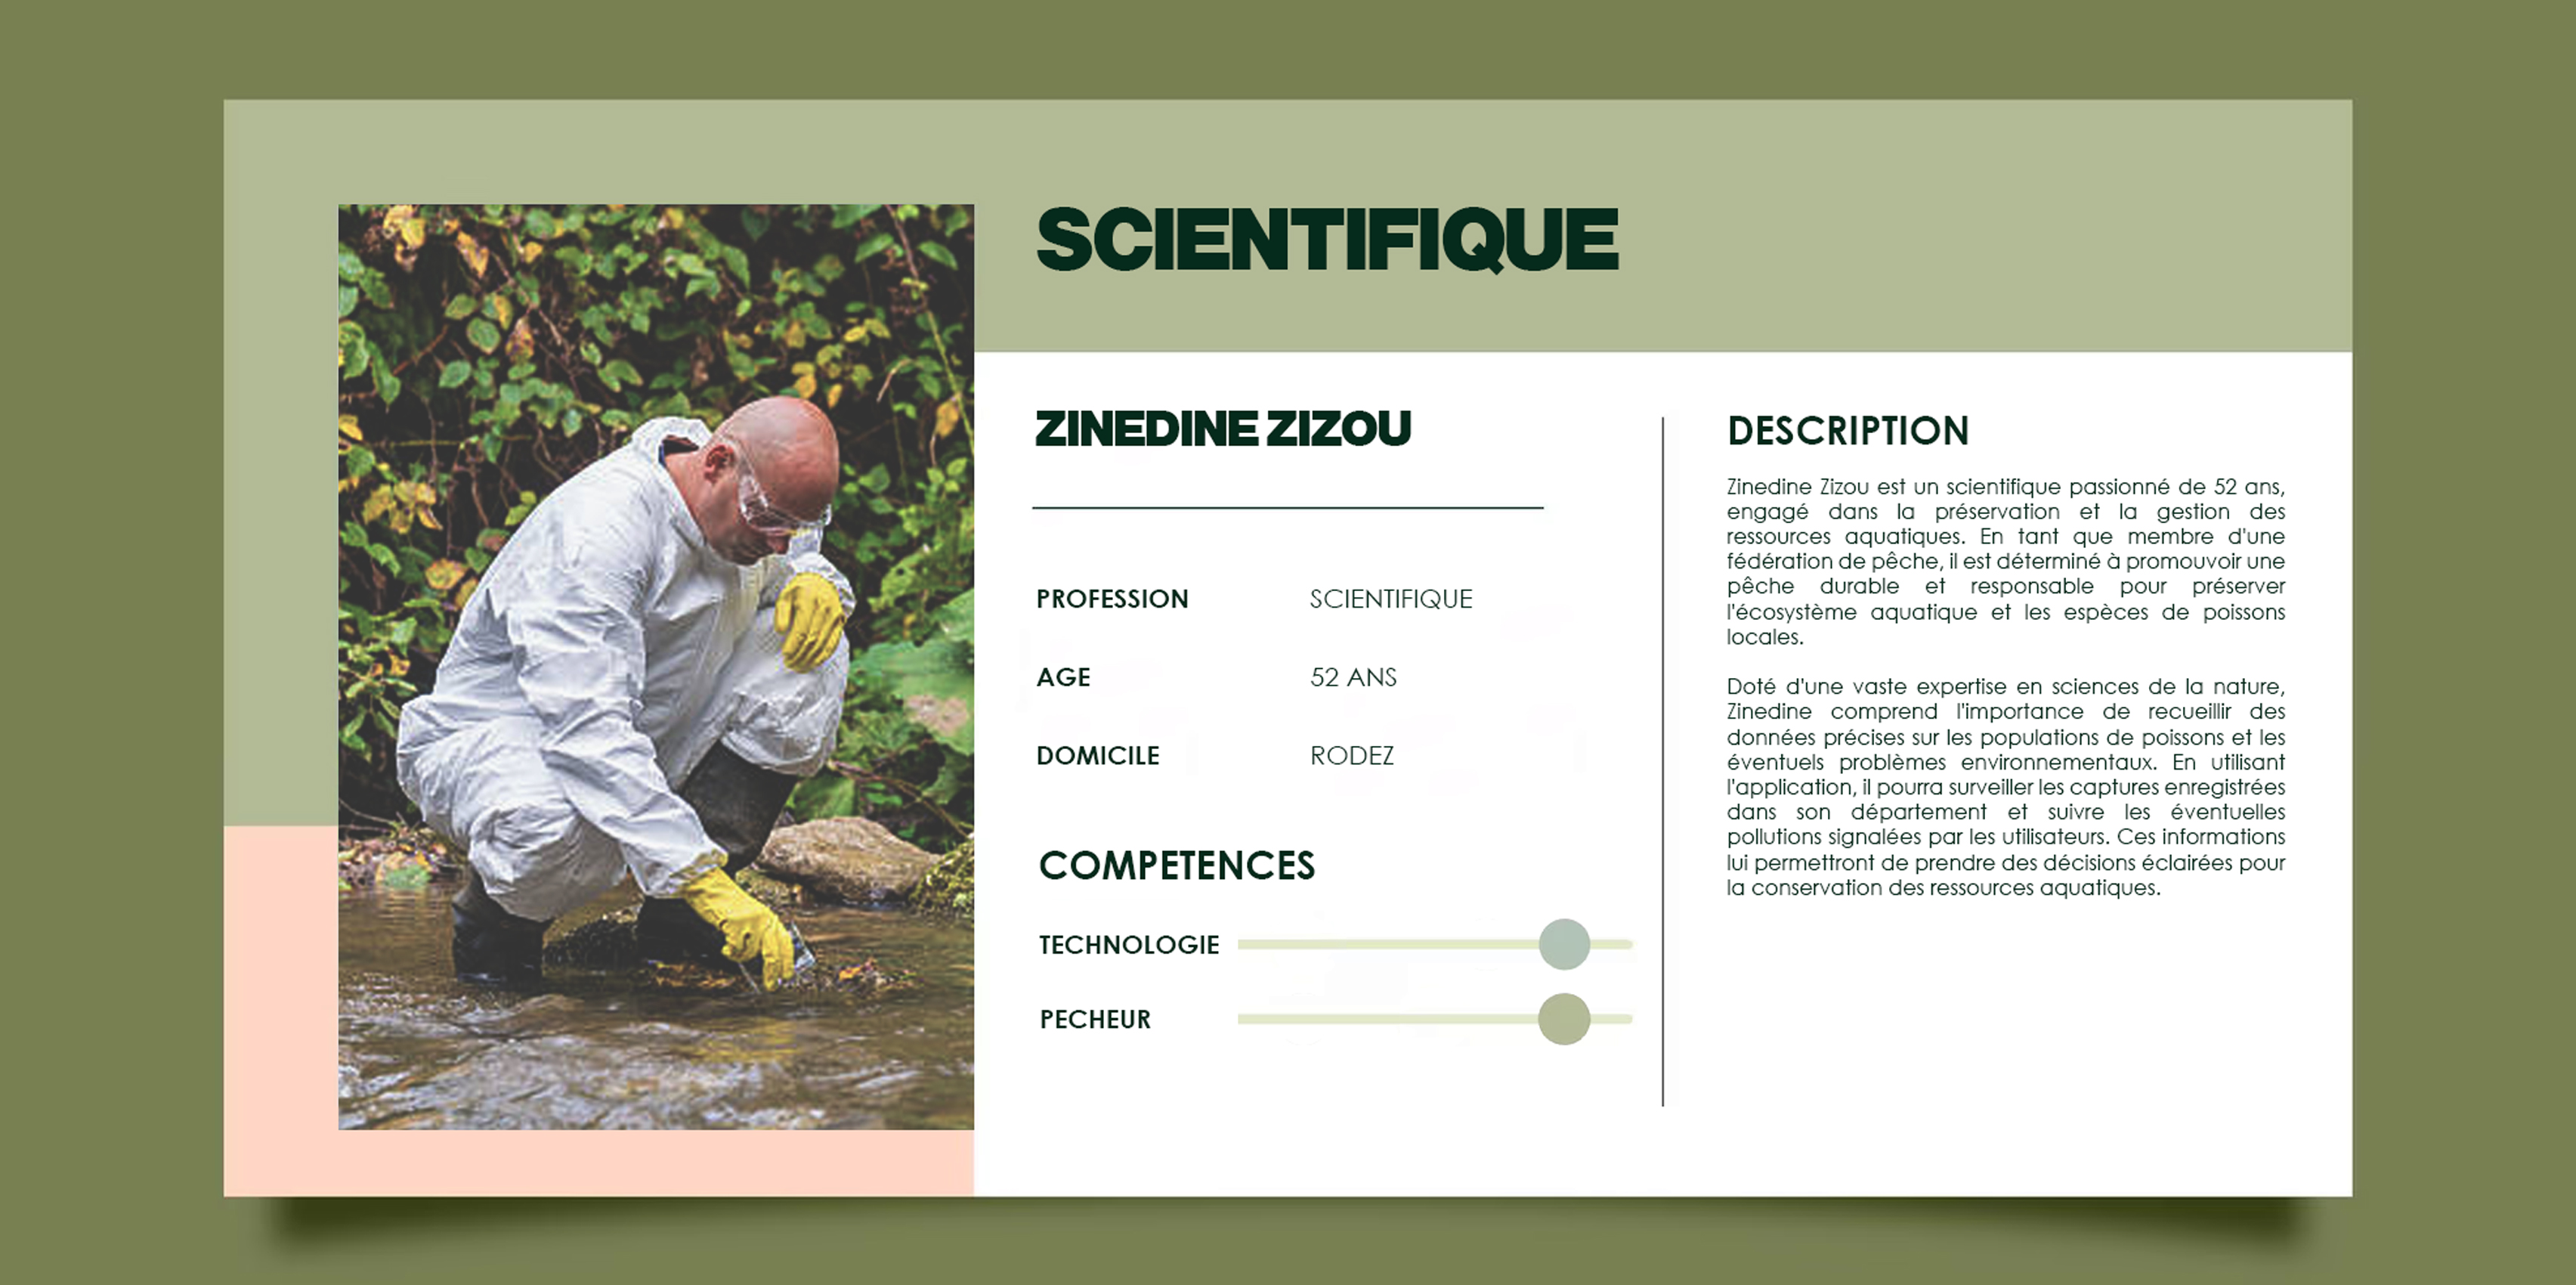 SCIENTIFIQUE
ZINEDINE ZIZOU
PROFESSION SCIENTIFIQUE
AGE 52 ANS
DOMICILE RODEZ
COMPETENCES
TECHNOLOGIE
PECHEUR
DESCRIPTION
Zinedine Zizou est un scientifique passionné de 52 ans,
engagé dans la préservation et la gestion des
ressources aquatiques. En tant que membre d'une
fédération de pêche, il est déterminé à promouvoir une
pêche durable et responsable pour préserver
l'écosystème aquatique et les espèces de poissons
locales.
Doté d'une vaste expertise en sciences de la nature,
Zinedine comprend l'importance de recueillir des
données précises sur les populations de poissons et les
éventuels problèmes environnementaux. En utilisant
l'application, il pourra surveiller les captures enregistrées
dans son département et suivre les éventuelles
pollutions signalées par les utilisateurs. Ces informations
lui permettront de prendre des décisions éclairées pour
la conservation des ressources aquatiques.